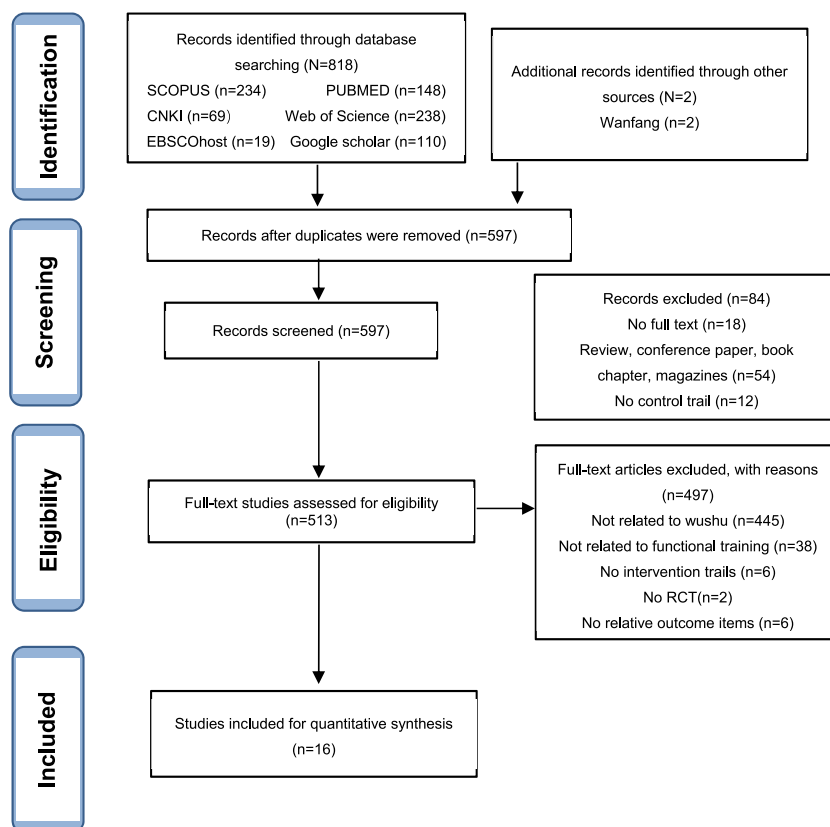 Identification
Records identified through database
searching (N=818)
SCOPUS (n=234) PUBMED (n=148)
CNKI (n=69) Web of Science (n=238)
EBSCOhost (n=19) Google scholar (n=110)
Additional records identified through other
sources (N=2)
Wanfang (n=2)
Screening
Records after duplicates were removed (n=597)
Records screened (n=597)
Records excluded (n=84)
No full text (n=18)
Review, conference paper, book
chapter, magazines (n=54)
No control trail (n=12)
Eligibility
Full-text studies assessed for eligibility
(n=513)
Full-text articles excluded, with reasons
(n=497)
Not related to wushu (n=445)
Not related to functional training (n=38)
No intervention trails (n=6)
No RCT(n=2)
No relative outcome items (n=6)
Included
Studies included for quantitative synthesis
(n=16)